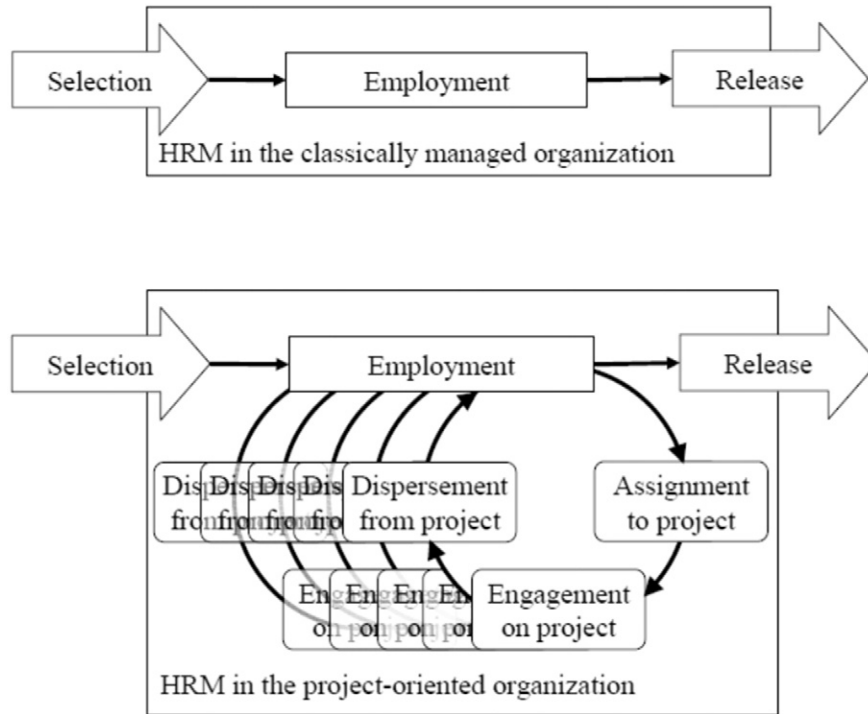 Selection
Employment
Release
HRM in the classically managed organization
Selection
Employment
Release
Dispersement
from project
Assignment
to project
Engagement
on project
HRM in the project-oriented organization